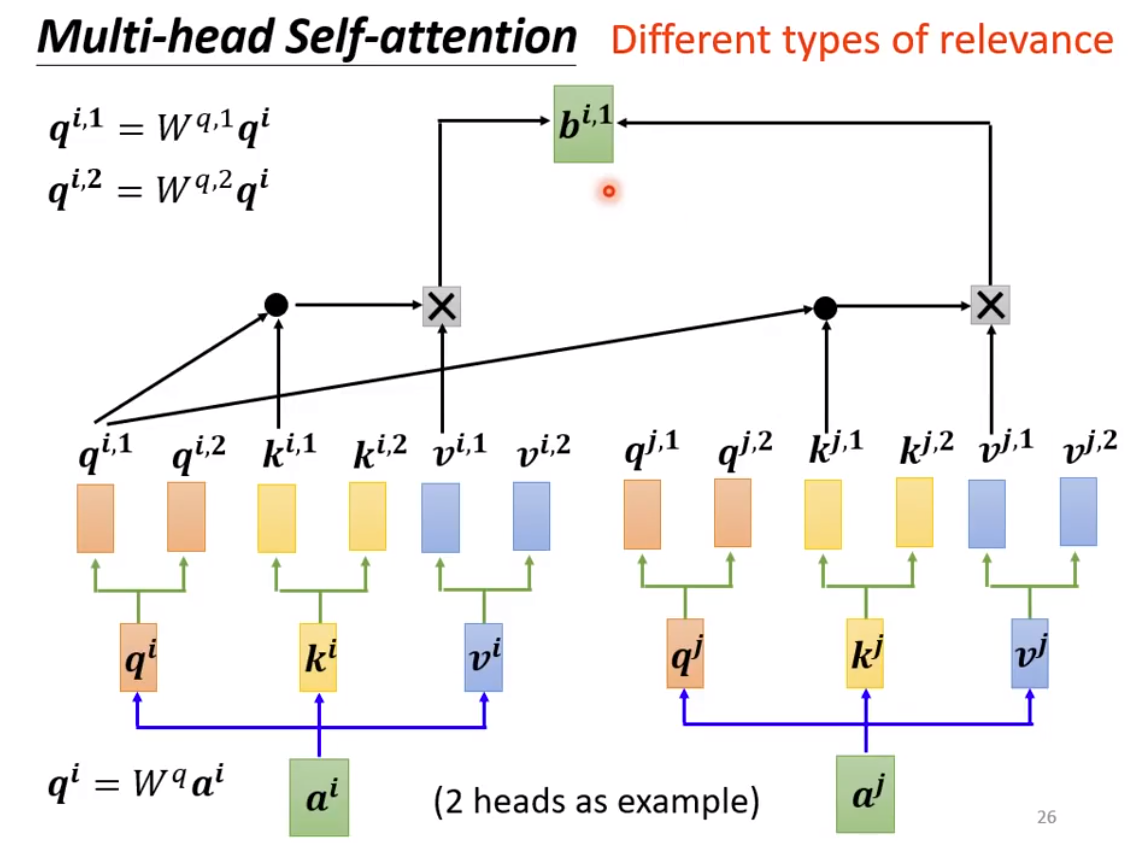 Multi-head Self-attention Different types of relevance
q^{i,1} = W^{q,1}q^i
b^{i,1}
q^{i,2} = W^{q,2}q^i
q^{i,1} q^{i,2} k^{i,1} k^{i,2} v^{i,1} v^{i,2} q^{j,1} q^{j,2} k^{j,1} k^{j,2} v^{j,1} v^{j,2}
q^i k^i v^i q^j k^j v^j
q^i = W^q a^i
a^i
(2 heads as example)
a^j
26